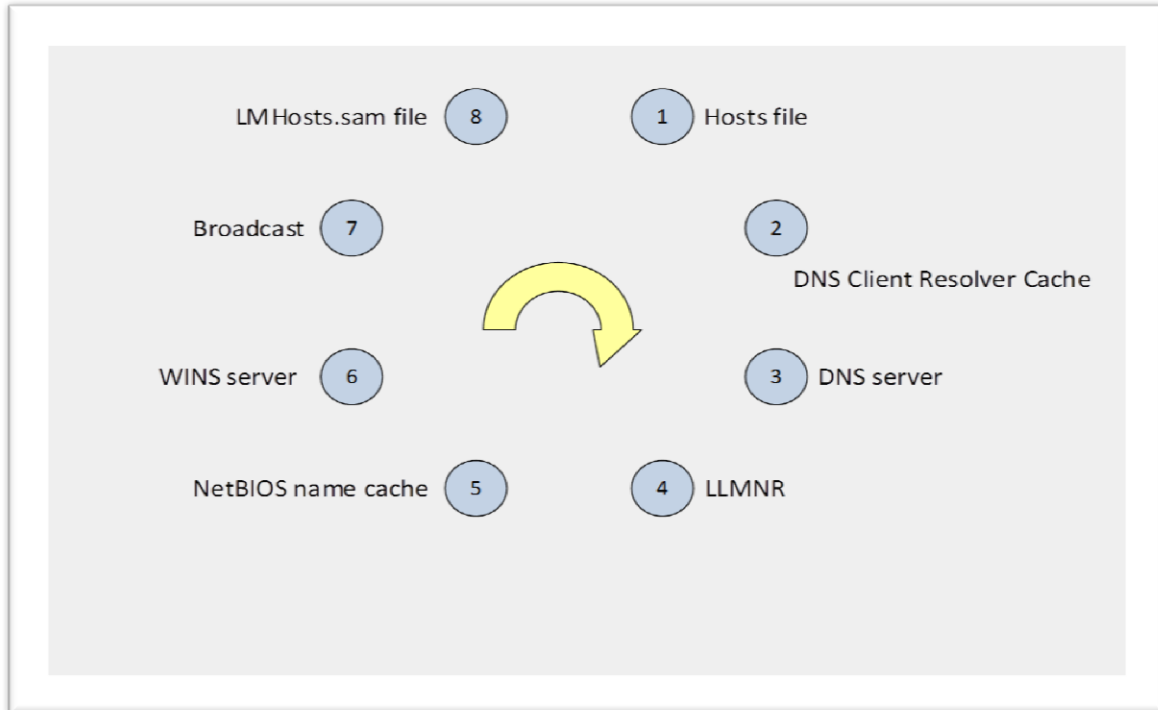 LMHosts.sam file 8
1 Hosts file
Broadcast 7
2
DNS Client Resolver Cache
WINS server 6
3 DNS server
NetBIOS name cache 5
4 LLMNR